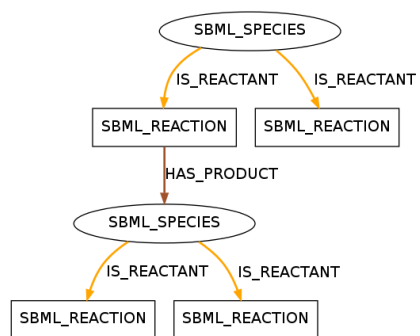 SBML_SPECIES
IS_REACTANT
IS_REACTANT
SBML_REACTION
SBML_REACTION
HAS_PRODUCT
SBML_SPECIES
IS_REACTANT
IS_REACTANT
SBML_REACTION
SBML_REACTION